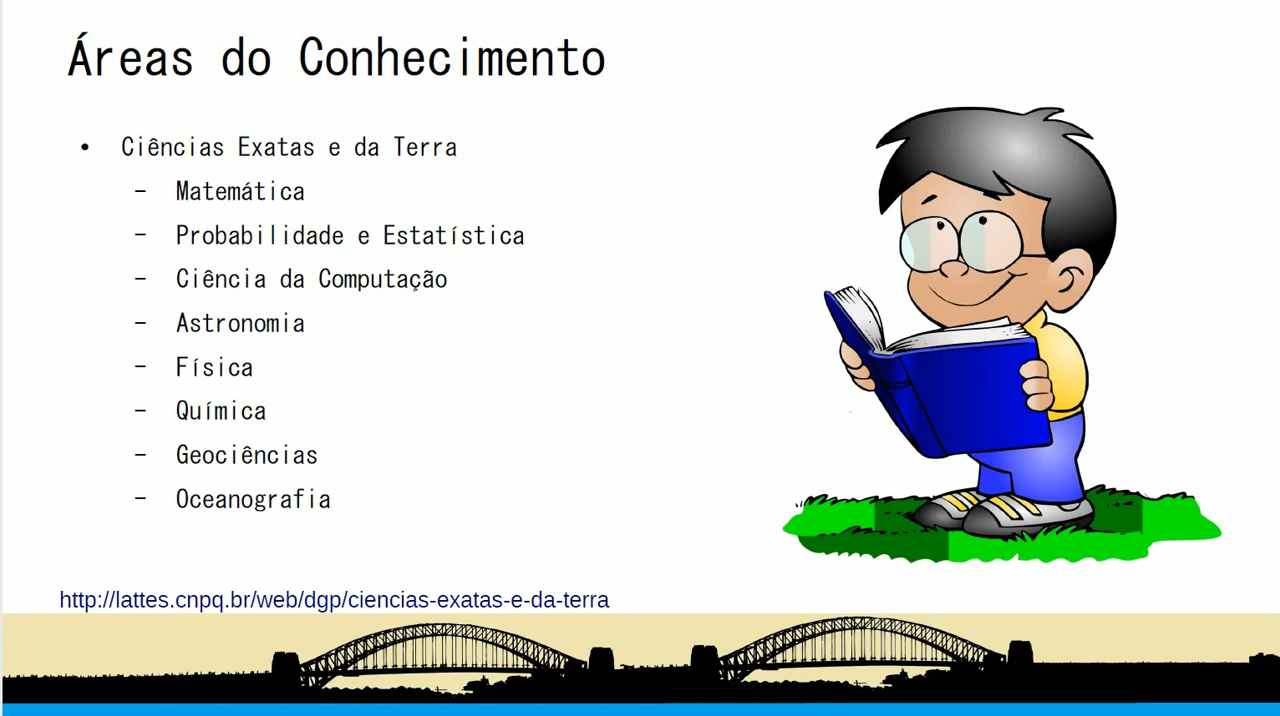 Áreas do Conhecimento
• Ciências Exatas e da Terra
– Matemática
– Probabilidade e Estatística
– Ciência da Computação
– Astronomia
– Física
– Química
– Geociências
– Oceanografia
http://lattes.cnpq.br/web/dgp/ciencias-exatas-e-da-terra